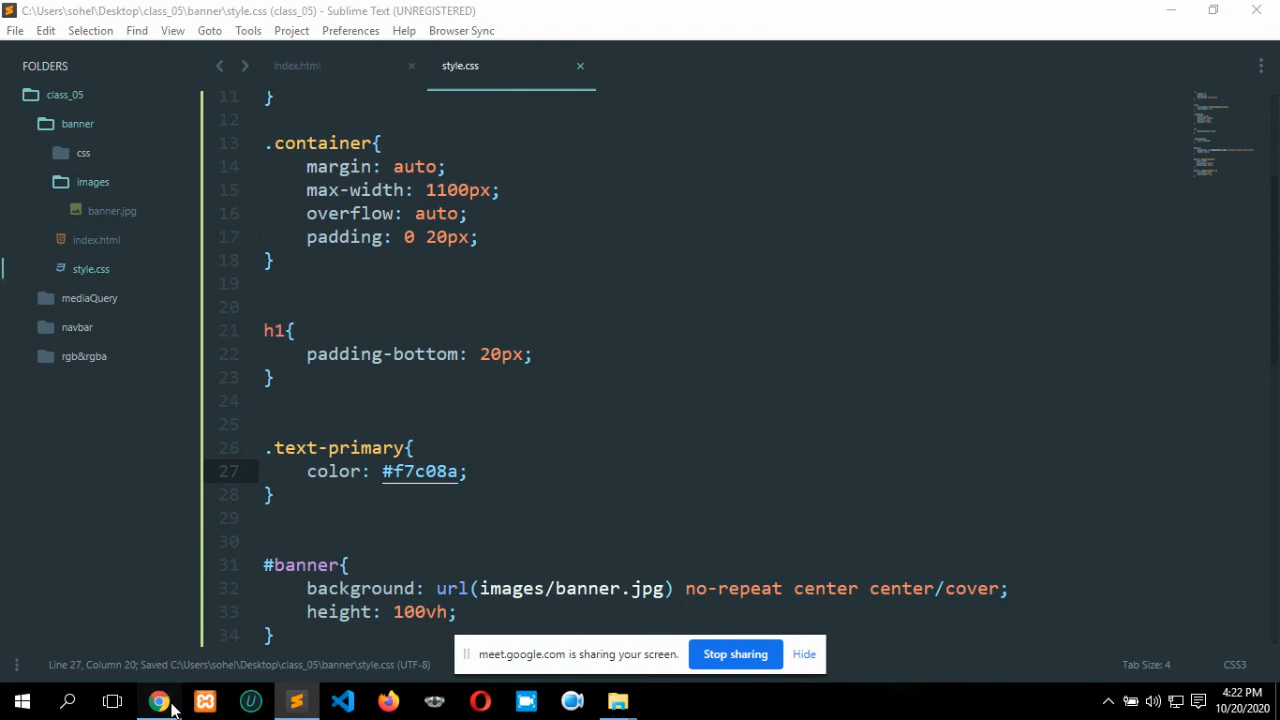 C:\Users\sohel\Desktop\class_05\banner\style.css (class_05) - Sublime Text (UNREGISTERED)
File Edit Selection Find View Goto Tools Project Preferences Help Browser Sync
FOLDERS
class_05
banner
css
images
banner.jpg
index.html
style.css
mediaQuery
navbar
rgb&rgba
index.html
style.css
11 }
12
13 .container{
14 margin: auto;
15 max-width: 1100px;
16 overflow: auto;
17 padding: 0 20px;
18 }
19
20
21 h1{
22 padding-bottom: 20px;
23 }
24
25
26 .text-primary{
27 color: #f7c08a;
28 }
29
30
31 #banner{
32 background: url(images/banner.jpg) no-repeat center center/cover;
33 height: 100vh;
34 }
meet.google.com is sharing your screen. Stop sharing Hide
Line 27, Column 20; Saved C:\Users\sohel\Desktop\class_05\banner\style.css (UTF-8) Tab Size: 4 CSS3
4:22 PM
10/20/2020